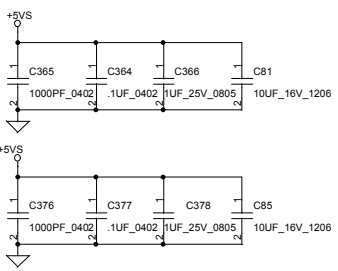 +5VS
1 1 1 1
C365 C364 C366 C81
1000PF_0402 .1UF_0402 1UF_25V_0805 10UF_16V_1206
2 2 2 2
+5VS
1 1 1 1
C376 C377 C378 C85
1000PF_0402 .1UF_0402 1UF_25V_0805 10UF_16V_1206
2 2 2 2